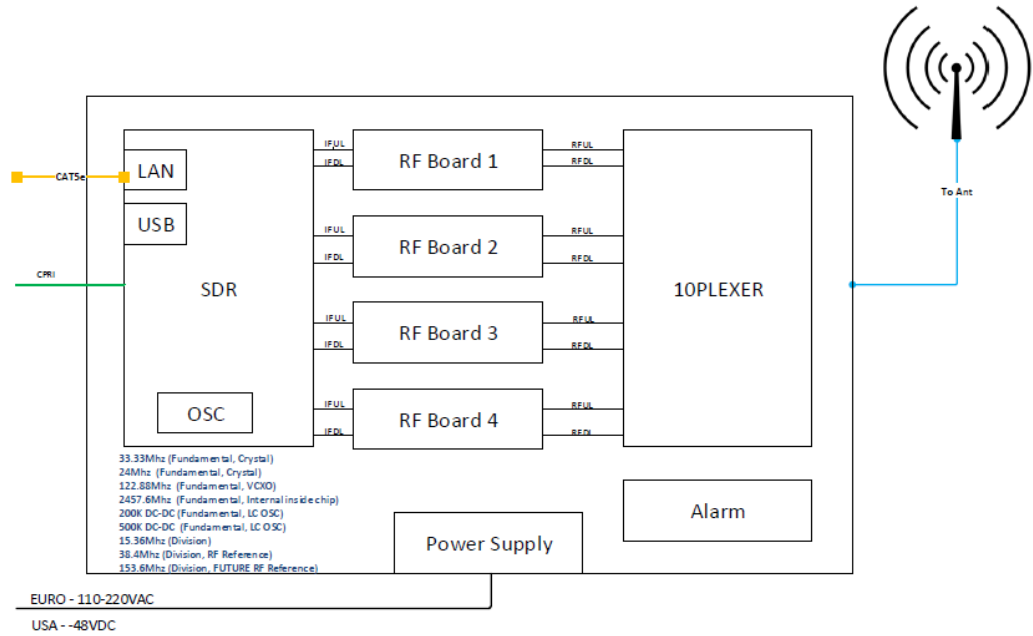 CAT5e
CPRI
LAN
USB
SDR
OSC
IFUL
IFDL
RF Board 1
RFUL
RFDL
IFUL
IFDL
RF Board 2
RFUL
RFDL
IFUL
IFDL
RF Board 3
RFUL
RFDL
IFUL
IFDL
RF Board 4
RFUL
RFDL
10PLEXER
To Ant
33.33Mhz (Fundamental, Crystal)
24Mhz (Fundamental, Crystal)
122.88Mhz (Fundamental, VCXO)
2457.6Mhz (Fundamental, Internal inside chip)
200K DC-DC (Fundamental, LC OSC)
500K DC-DC (Fundamental, LC OSC)
15.36Mhz (Division)
38.4Mhz (Division, RF Reference)
153.6Mhz (Division, FUTURE RF Reference)
Power Supply
Alarm
EURO - 110-220VAC
USA - -48VDC